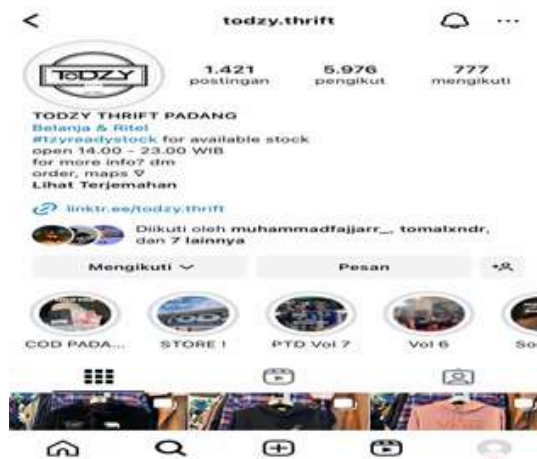 todzy.thrift
TODZY
1.421 5.976 777
postingan pengikut mengikuti
TODZY THRIFT PADANG
Belanja & Ritel
#tzyreadystock for available stock
open 14.00 - 23.00 WIB
for more info? dm
order, maps ∇
Lihat Terjemahan
linktr.ee/todzy.thrift
Diikuti oleh muhammadfajjarr_, tomalxndr,
dan 7 lainnya
Mengikuti Pesan
COD PADA... STORE ! PTD Vol 7 Vol 6 So